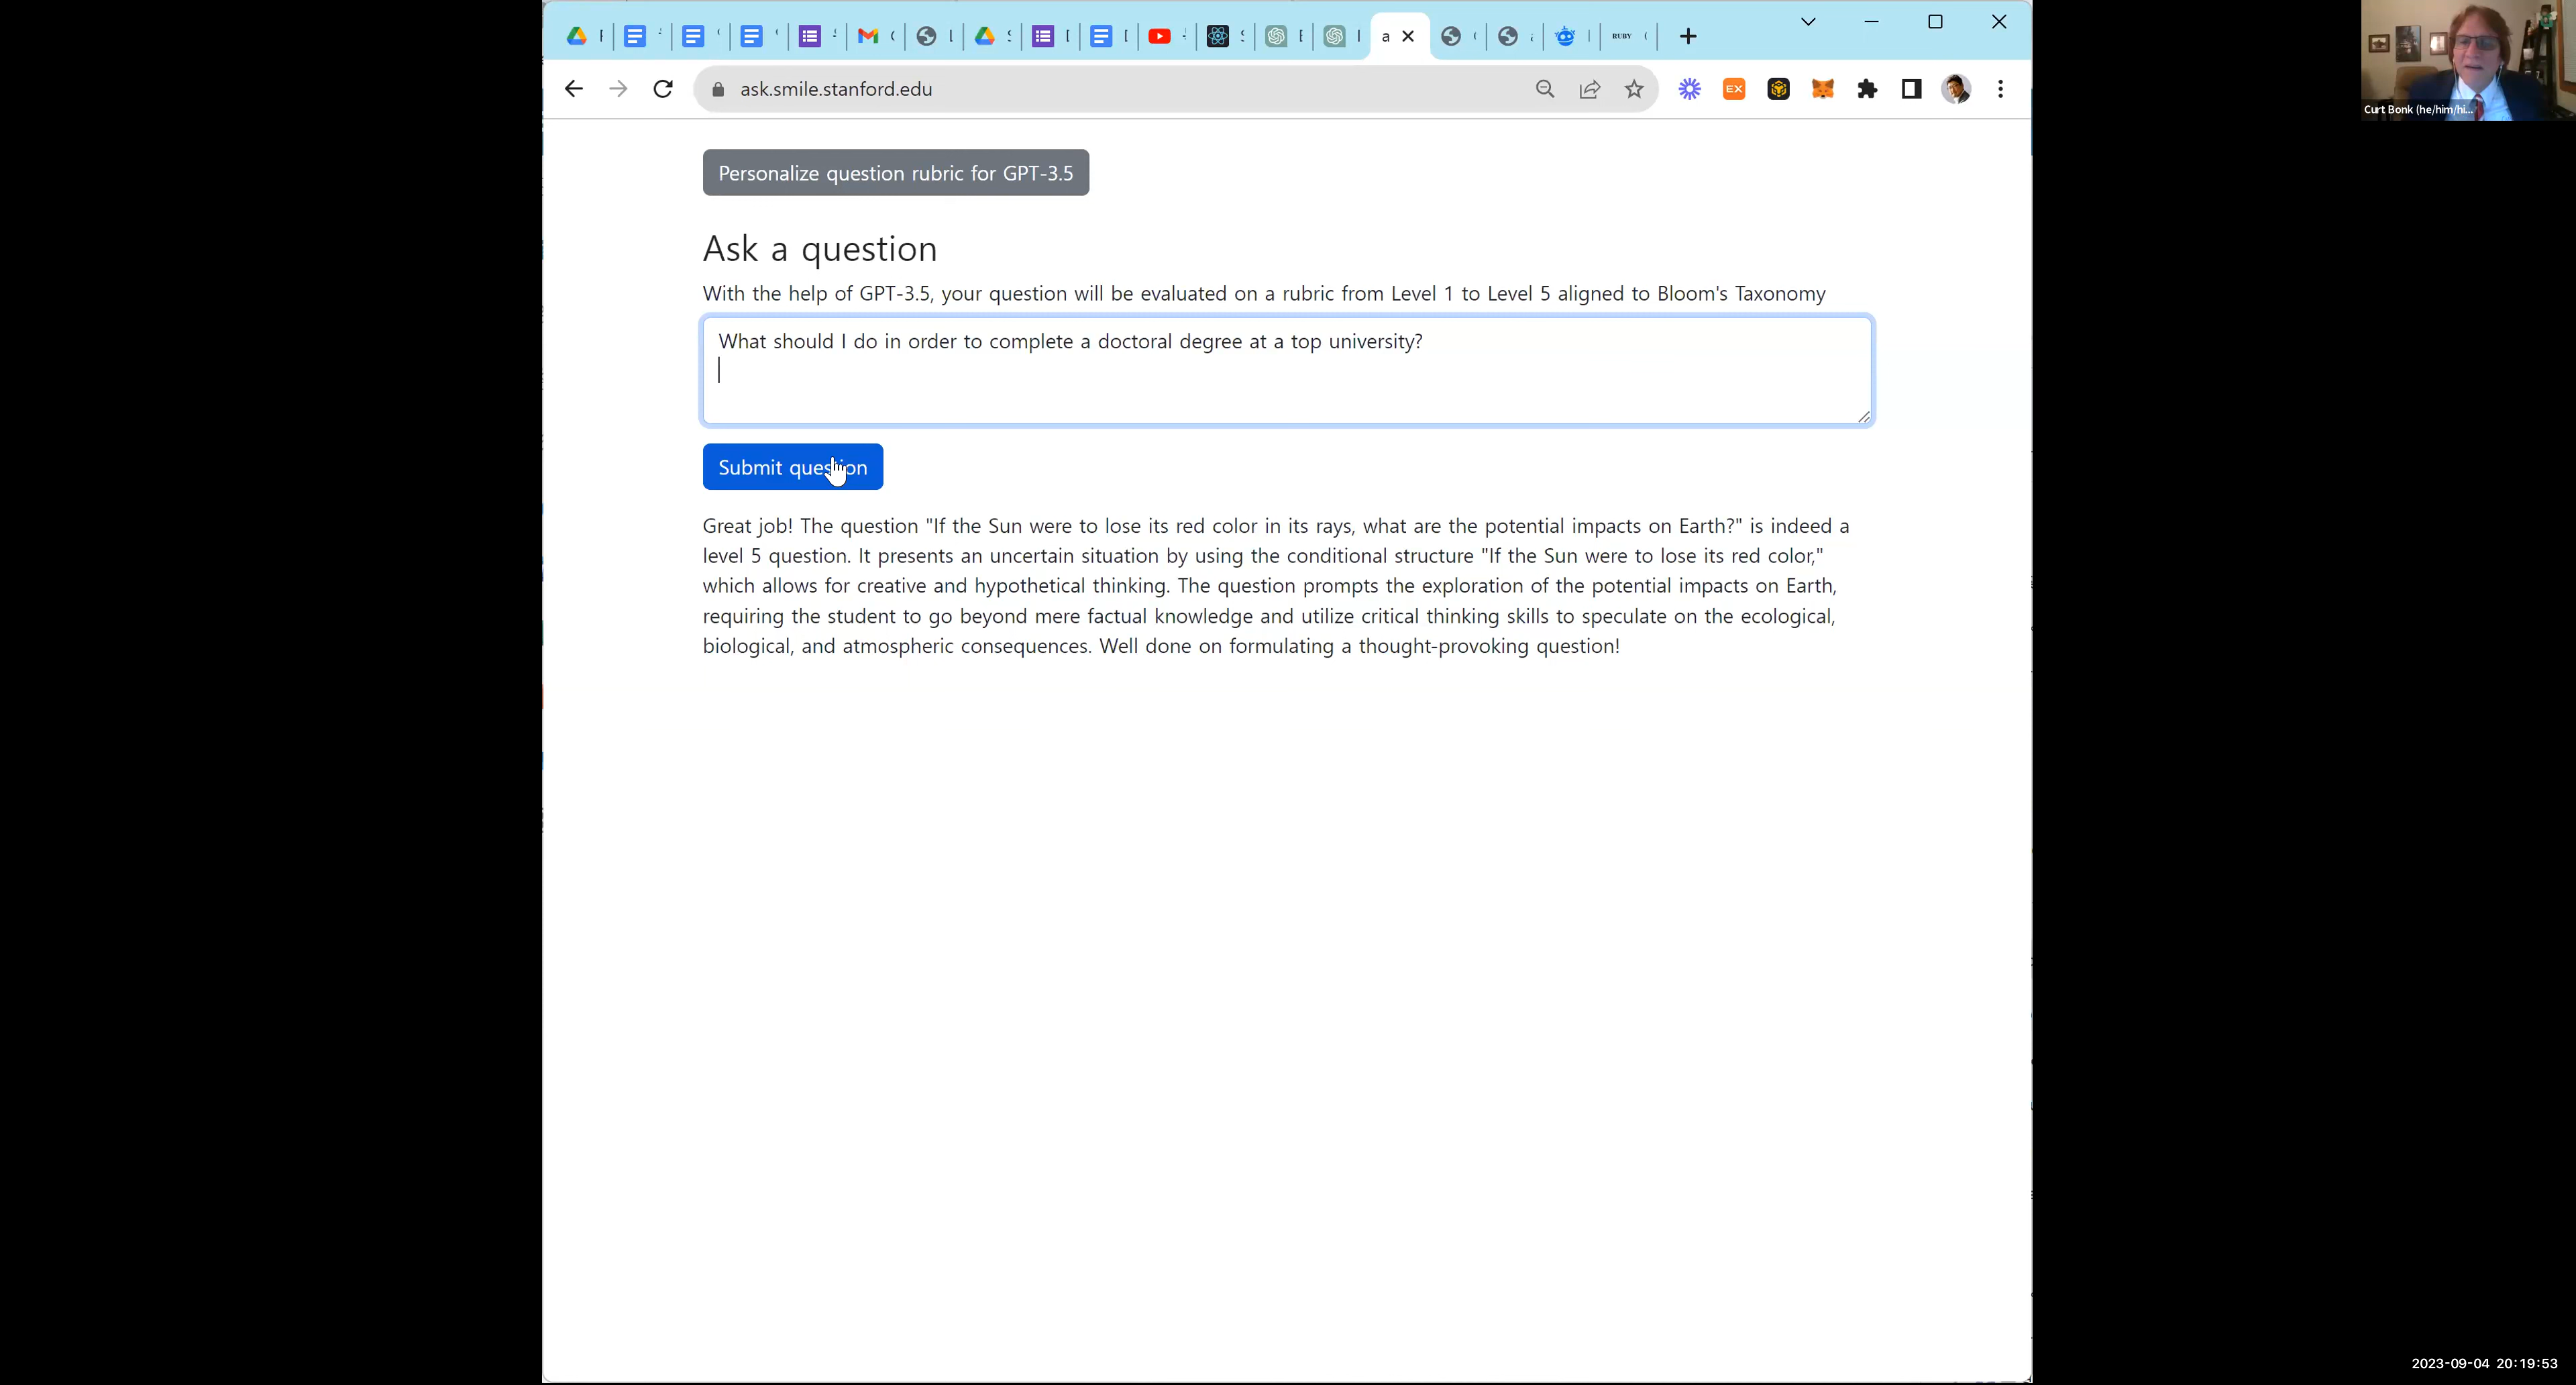 ask.smile.stanford.edu
EX
RUBY
Curt Bonk (he/him/hi...
Personalize question rubric for GPT-3.5
Ask a question
With the help of GPT-3.5, your question will be evaluated on a rubric from Level 1 to Level 5 aligned to Bloom's Taxonomy
What should I do in order to complete a doctoral degree at a top university?
Submit question
Great job! The question "If the Sun were to lose its red color in its rays, what are the potential impacts on Earth?" is indeed a
level 5 question. It presents an uncertain situation by using the conditional structure "If the Sun were to lose its red color,"
which allows for creative and hypothetical thinking. The question prompts the exploration of the potential impacts on Earth,
requiring the student to go beyond mere factual knowledge and utilize critical thinking skills to speculate on the ecological,
biological, and atmospheric consequences. Well done on formulating a thought-provoking question!
2023-09-04 20:19:53